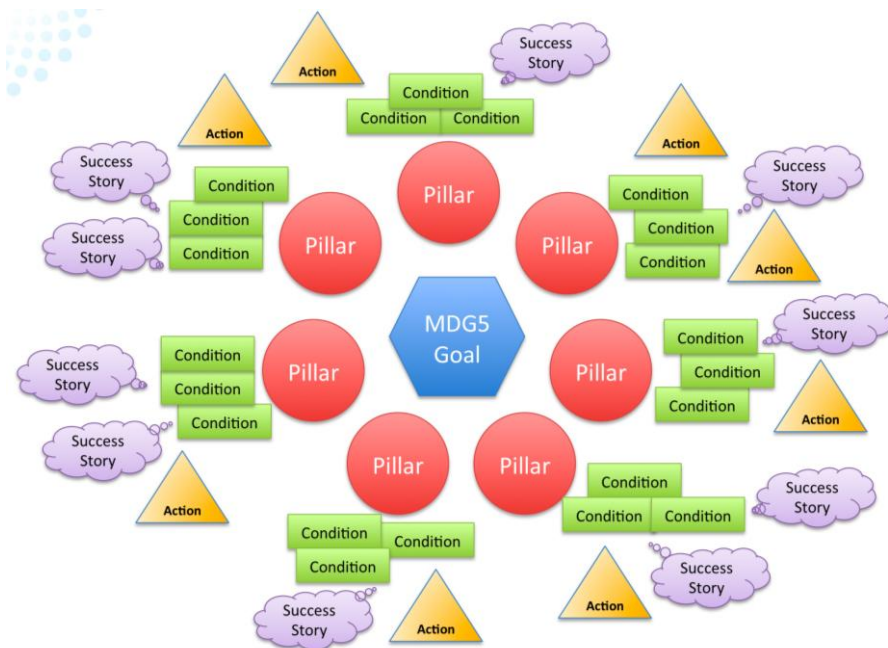 Success
Story
Action
Condition
Condition
Condition
Action
Action
Success
Story
Condition
Condition
Condition
Success
Story
Pillar
Pillar
Pillar
Condition
Condition
Condition
Success
Story
Action
MDG5
Goal
Success
Story
Condition
Condition
Condition
Success
Story
Pillar
Pillar
Condition
Condition
Condition
Success
Story
Action
Action
Pillar
Pillar
Condition
Condition
Condition
Success
Story
Condition
Condition
Condition
Success
Story
Success
Story
Action
Action